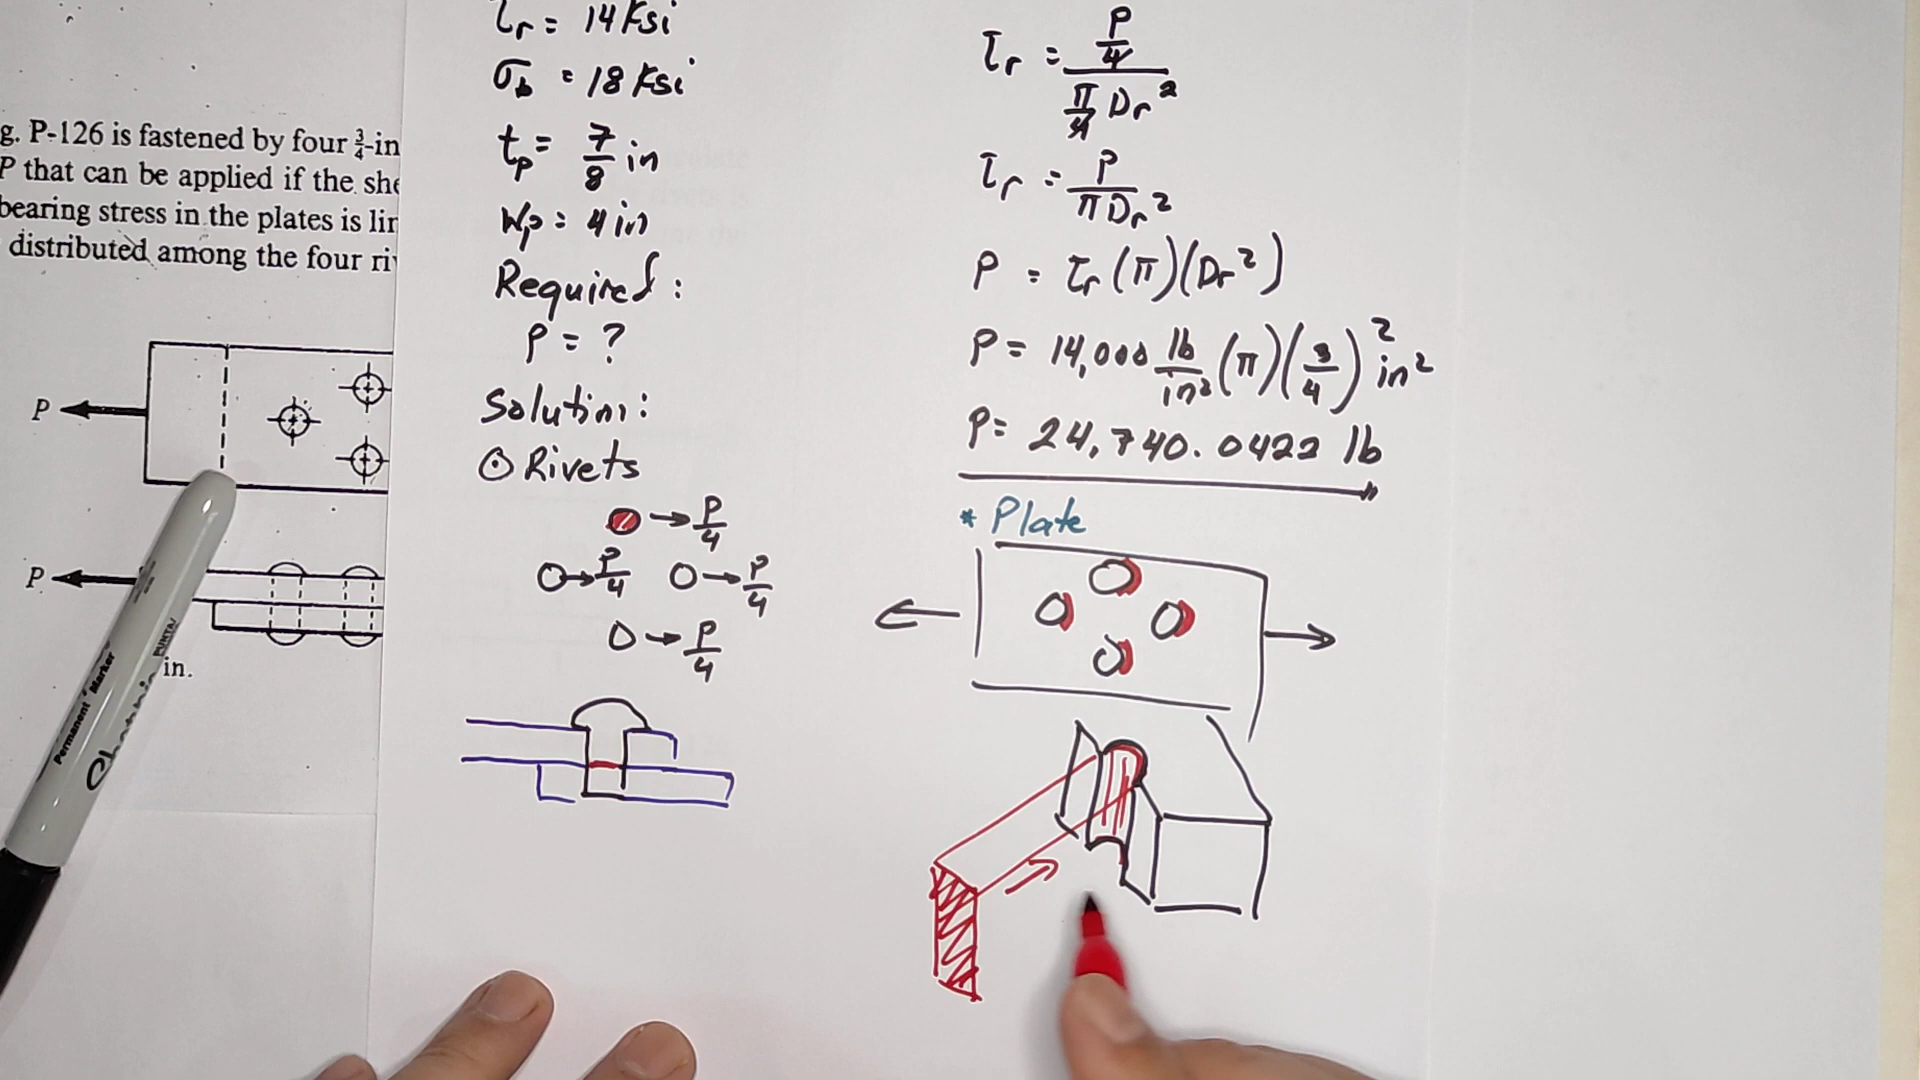 g. P-126 is fastened by four 3/4-in
P that can be applied if the she
bearing stress in the plates is lin
distributed among the four ri
P
P
in.
Permanent Marker
PUNTA/
τr = 14 Ksi
σb = 18 Ksi
tp = 7/8 in
Wp = 4 in
Required:
P = ?
Solution:
⊙ Rivets
→ P/4
→ P/4 → P/4
→ P/4
τr = (P/4)/(π/4 Dr²)
τr = P/(π Dr²)
P = τr (π)(Dr²)
P = 14,000 lb/in² (π)(3/4)² in²
P = 24,740.0422 lb
* Plate